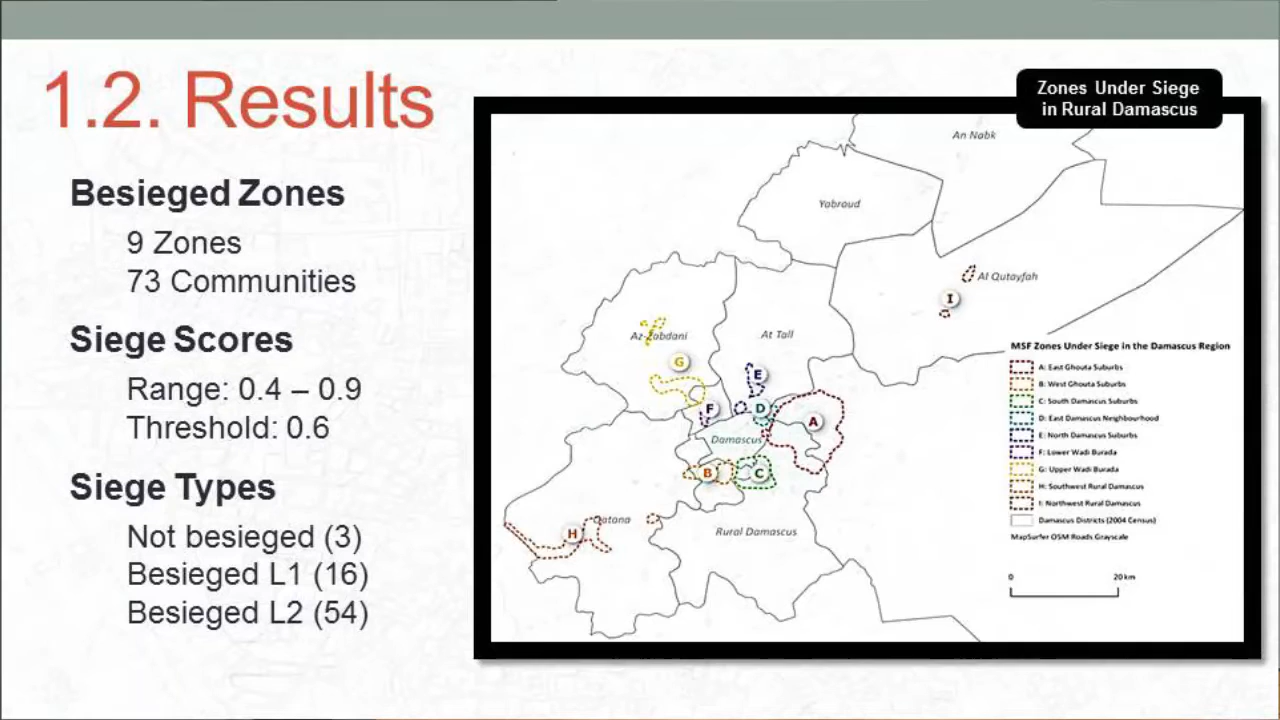 1.2. Results
Besieged Zones
9 Zones
73 Communities
Siege Scores
Range: 0.4 – 0.9
Threshold: 0.6
Siege Types
Not besieged (3)
Besieged L1 (16)
Besieged L2 (54)
Zones Under Siege
in Rural Damascus
An Nabk
Yabroud
Al Qutayfah
I
Az-Zabdani
At Tall
G
E
F
D
A
Damascus
B
C
Qatana
H
Rural Damascus
MSF Zones Under Siege in the Damascus Region
A: East Ghouta Suburbs
B: West Ghouta Suburbs
C: South Damascus Suburbs
D: East Damascus Neighbourhood
E: North Damascus Suburbs
F: Lower Wadi Burada
G: Upper Wadi Burada
H: Southwest Rural Damascus
I: Northwest Rural Damascus
Damascus Districts (2004 Census)
MapSurfer OSM Roads Grayscale
0 20 km